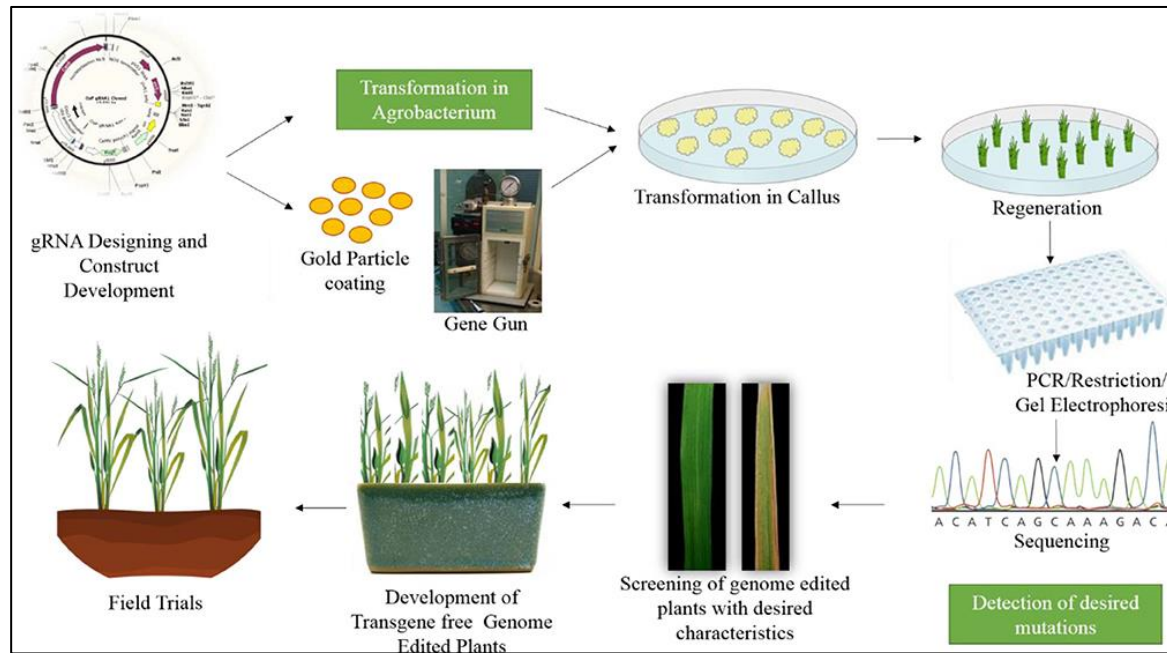 gRNA Designing and
Construct
Development
Transformation in
Agrobacterium
Gold Particle
coating
Gene Gun
Transformation in Callus
Regeneration
PCR/Restriction/
Gel Electrophoresi
A C A T C A G C A A A G A C A
Sequencing
Detection of desired
mutations
Screening of genome edited
plants with desired
characteristics
Development of
Transgene free Genome
Edited Plants
Field Trials